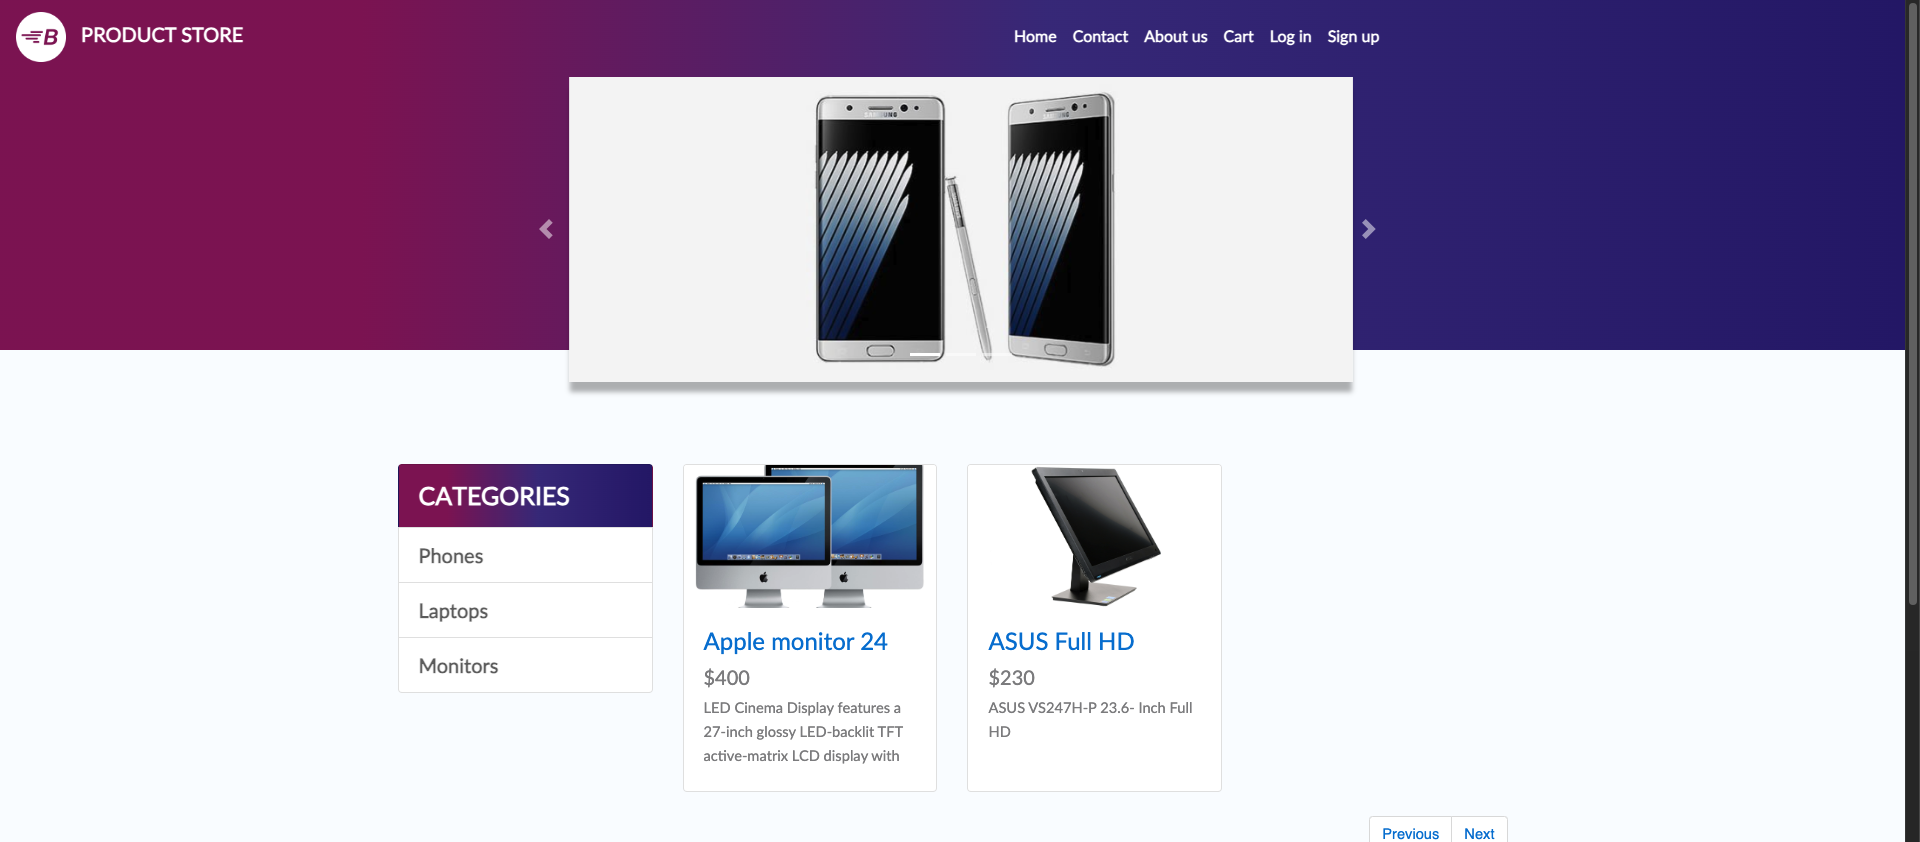 B PRODUCT STORE
Home Contact About us Cart Log in Sign up
SAMSUNG
SAMSUNG
CATEGORIES
Phones
Laptops
Monitors
Apple monitor 24
$400
LED Cinema Display features a
27-inch glossy LED-backlit TFT
active-matrix LCD display with
ASUS Full HD
$230
ASUS VS247H-P 23.6- Inch Full
HD
Previous Next